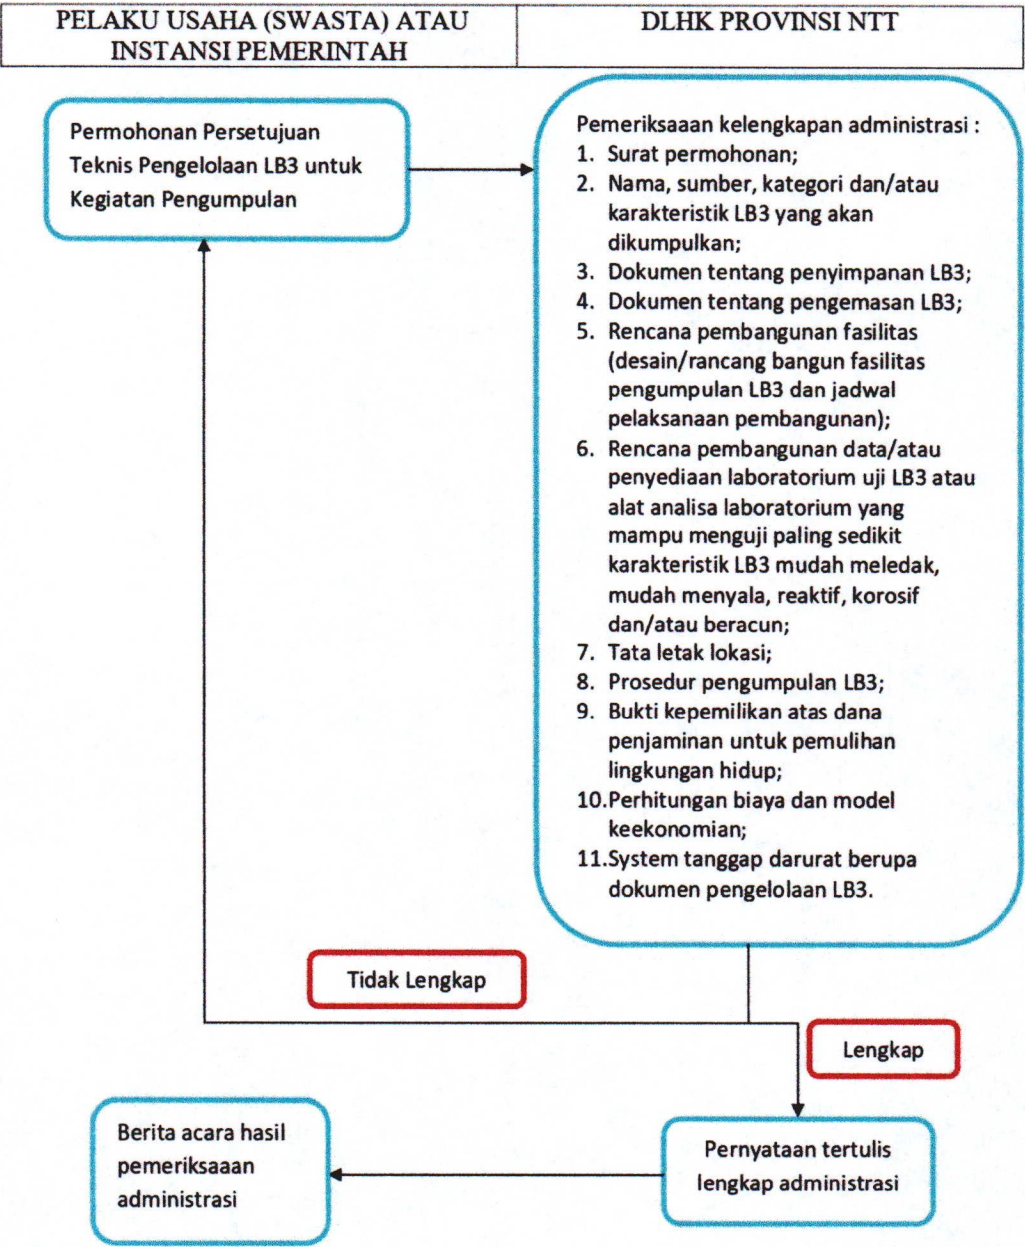 PELAKU USAHA (SWASTA) ATAU
INSTANSI PEMERINTAH
DLHK PROVINSI NTT
Permohonan Persetujuan
Teknis Pengelolaan LB3 untuk
Kegiatan Pengumpulan
Pemeriksaaan kelengkapan administrasi :
1. Surat permohonan;
2. Nama, sumber, kategori dan/atau
karakteristik LB3 yang akan
dikumpulkan;
3. Dokumen tentang penyimpanan LB3;
4. Dokumen tentang pengemasan LB3;
5. Rencana pembangunan fasilitas
(desain/rancang bangun fasilitas
pengumpulan LB3 dan jadwal
pelaksanaan pembangunan);
6. Rencana pembangunan data/atau
penyediaan laboratorium uji LB3 atau
alat analisa laboratorium yang
mampu menguji paling sedikit
karakteristik LB3 mudah meledak,
mudah menyala, reaktif, korosif
dan/atau beracun;
7. Tata letak lokasi;
8. Prosedur pengumpulan LB3;
9. Bukti kepemilikan atas dana
penjaminan untuk pemulihan
lingkungan hidup;
10.Perhitungan biaya dan model
keekonomian;
11.System tanggap darurat berupa
dokumen pengelolaan LB3.
Tidak Lengkap
Lengkap
Berita acara hasil
pemeriksaaan
administrasi
Pernyataan tertulis
lengkap administrasi